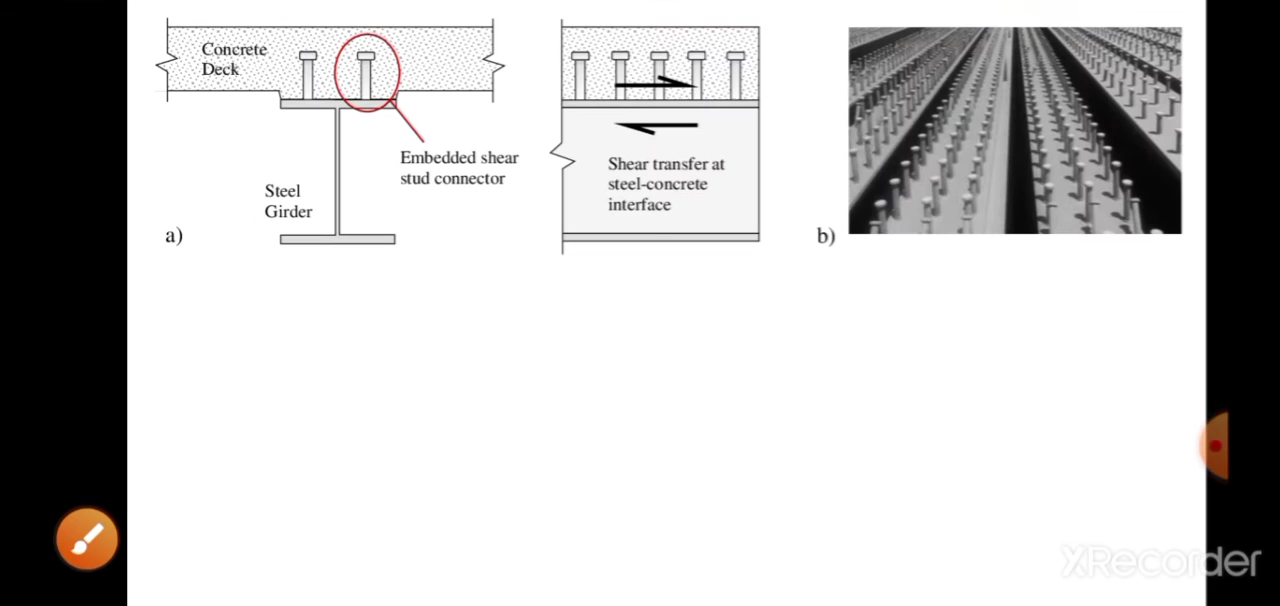 Concrete
Deck
Embedded shear
stud connector
Steel
Girder
a)
Shear transfer at
steel-concrete
interface
b)
XRecorder